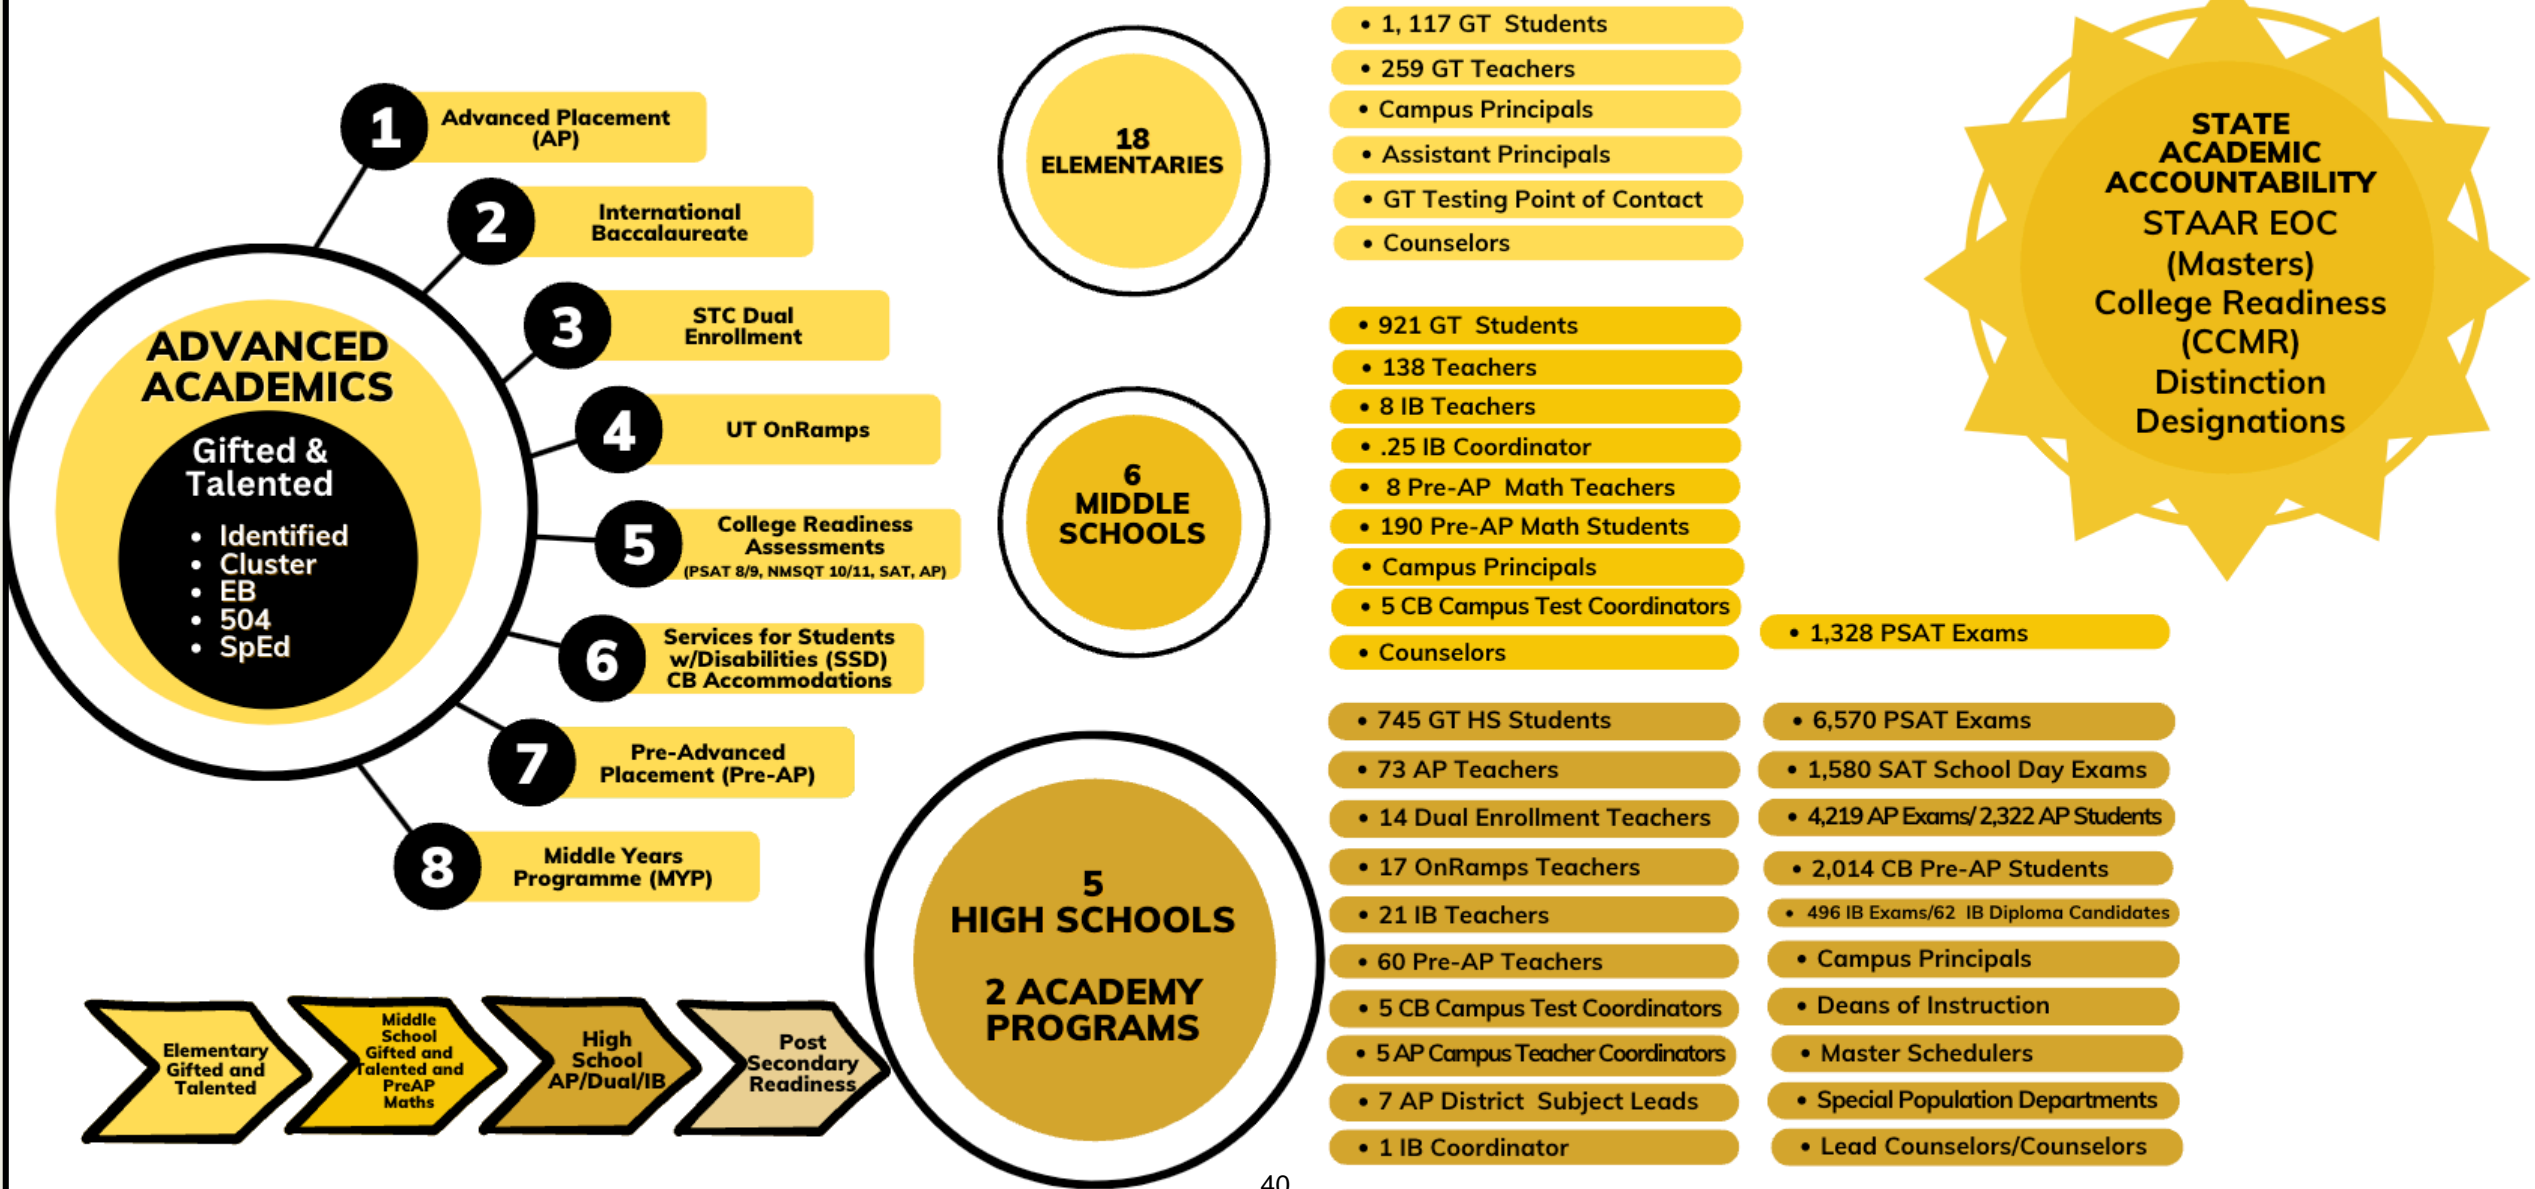 ADVANCED
ACADEMICS
Gifted &
Talented
• Identified
• Cluster
• EB
• 504
• SpEd
1
Advanced Placement
(AP)
2
International
Baccalaureate
3
STC Dual
Enrollment
4
UT OnRamps
5
College Readiness
Assessments
(PSAT 8/9, NMSQT 10/11, SAT, AP)
6
Services for Students
w/Disabilities (SSD)
CB Accommodations
7
Pre-Advanced
Placement (Pre-AP)
8
Middle Years
Programme (MYP)
Elementary
Gifted and
Talented
Middle
School
Gifted and
Talented and
PreAP
Maths
High
School
AP/Dual/IB
Post
Secondary
Readiness
18
ELEMENTARIES
• 1, 117 GT Students
• 259 GT Teachers
• Campus Principals
• Assistant Principals
• GT Testing Point of Contact
• Counselors
6
MIDDLE
SCHOOLS
• 921 GT Students
• 138 Teachers
• 8 IB Teachers
• .25 IB Coordinator
• 8 Pre-AP Math Teachers
• 190 Pre-AP Math Students
• Campus Principals
• 5 CB Campus Test Coordinators
• Counselors
• 1,328 PSAT Exams
5
HIGH SCHOOLS
2 ACADEMY
PROGRAMS
• 745 GT HS Students
• 73 AP Teachers
• 14 Dual Enrollment Teachers
• 17 OnRamps Teachers
• 21 IB Teachers
• 60 Pre-AP Teachers
• 5 CB Campus Test Coordinators
• 5 AP Campus Teacher Coordinators
• 7 AP District Subject Leads
• 1 IB Coordinator
• 6,570 PSAT Exams
• 1,580 SAT School Day Exams
• 4,219 AP Exams/ 2,322 AP Students
• 2,014 CB Pre-AP Students
• 496 IB Exams/62 IB Diploma Candidates
• Campus Principals
• Deans of Instruction
• Master Schedulers
• Special Population Departments
• Lead Counselors/Counselors
STATE
ACADEMIC
ACCOUNTABILITY
STAAR EOC
(Masters)
College Readiness
(CCMR)
Distinction
Designations
40